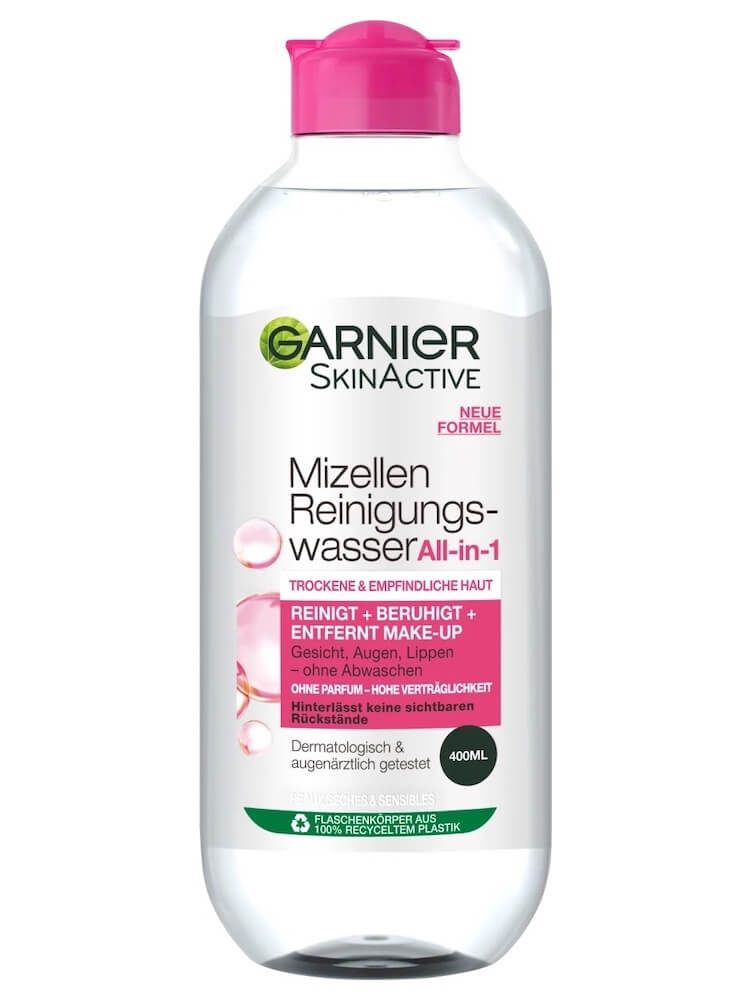 GARNIER
SKINACTIVE
NEUE
FORMEL
Mizellen
Reinigungs-
wasser All-in-1
TROCKENE & EMPFINDLICHE HAUT
REINIGT + BERUHIGT +
ENTFERNT MAKE-UP
Gesicht, Augen, Lippen
– ohne Abwaschen
OHNE PARFUM – HOHE VERTRÄGLICHKEIT
Hinterlässt keine sichtbaren
Rückstände
Dermatologisch &
augenärztlich getestet
400ML
PEAUX SÈCHES & SENSIBLES
FLASCHENKÖRPER AUS
100% RECYCELTEM PLASTIK